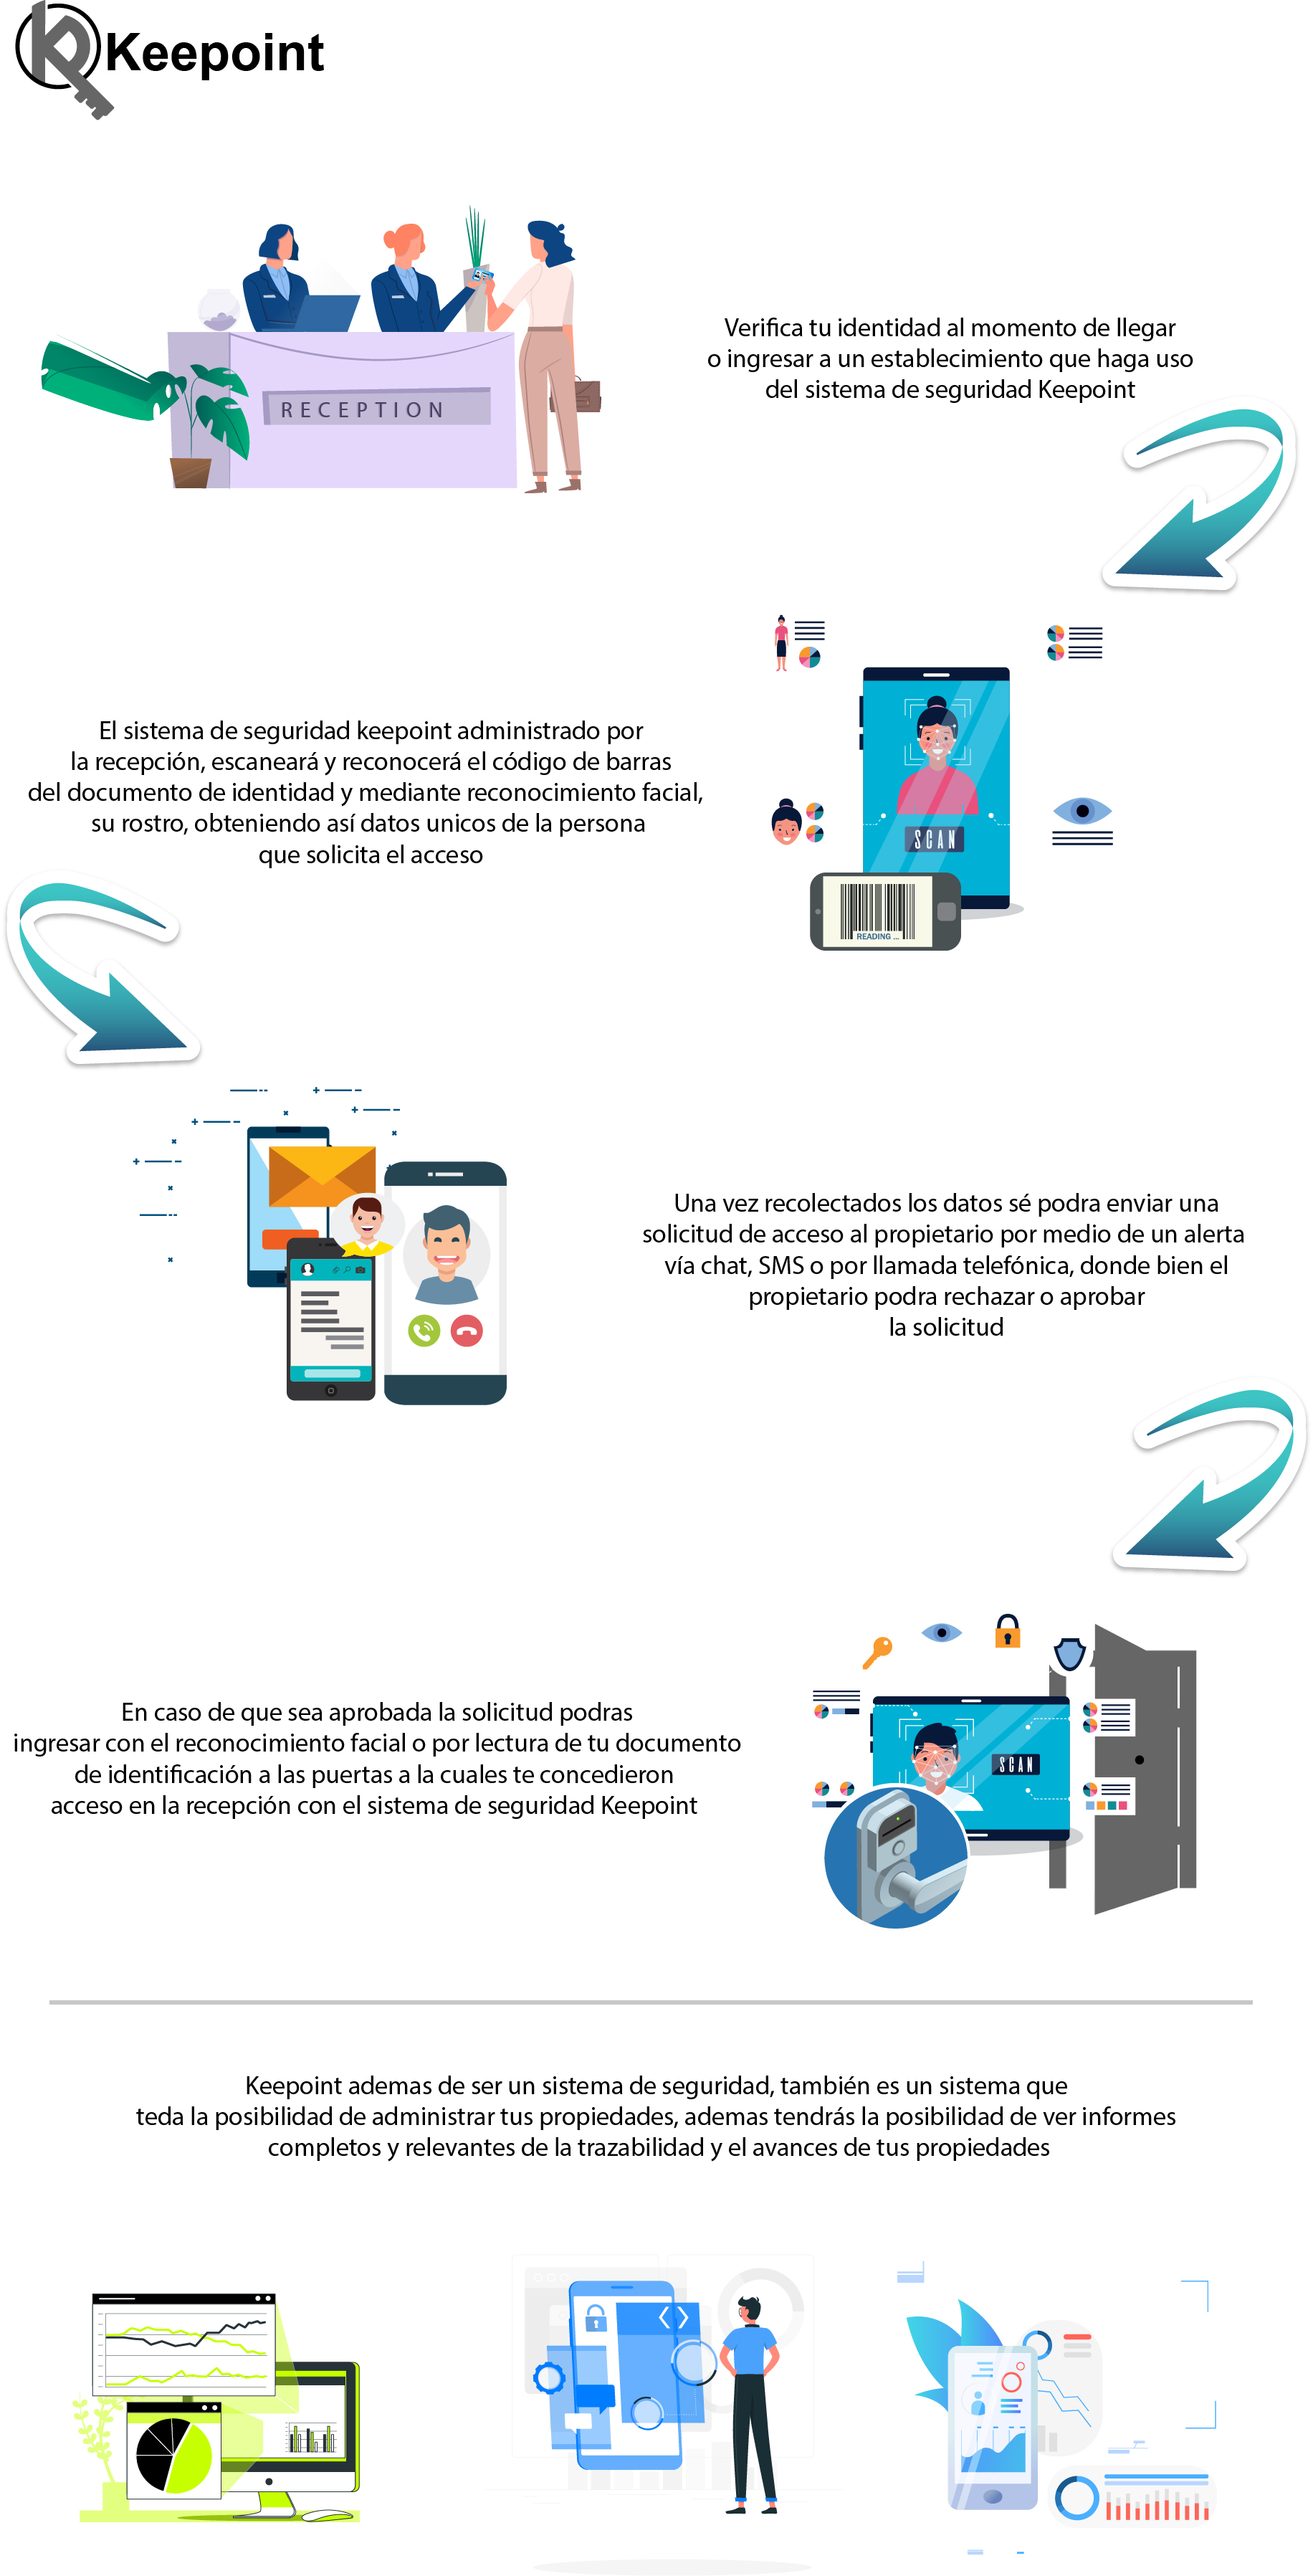 Keepoint
RECEPTION
Verifica tu identidad al momento de llegar
o ingresar a un establecimiento que haga uso
del sistema de seguridad Keepoint
El sistema de seguridad keepoint administrado por
la recepción, escaneará y reconocerá el código de barras
del documento de identidad y mediante reconocimiento facial,
su rostro, obteniendo así datos unicos de la persona
que solicita el acceso
SCAN
READING ...
Una vez recolectados los datos sé podra enviar una
solicitud de acceso al propietario por medio de un alerta
vía chat, SMS o por llamada telefónica, donde bien el
propietario podra rechazar o aprobar
la solicitud
En caso de que sea aprobada la solicitud podras
ingresar con el reconocimiento facial o por lectura de tu documento
de identificación a las puertas a la cuales te concedieron
acceso en la recepción con el sistema de seguridad Keepoint
SCAN
Keepoint ademas de ser un sistema de seguridad, también es un sistema que
teda la posibilidad de administrar tus propiedades, ademas tendrás la posibilidad de ver informes
completos y relevantes de la trazabilidad y el avances de tus propiedades